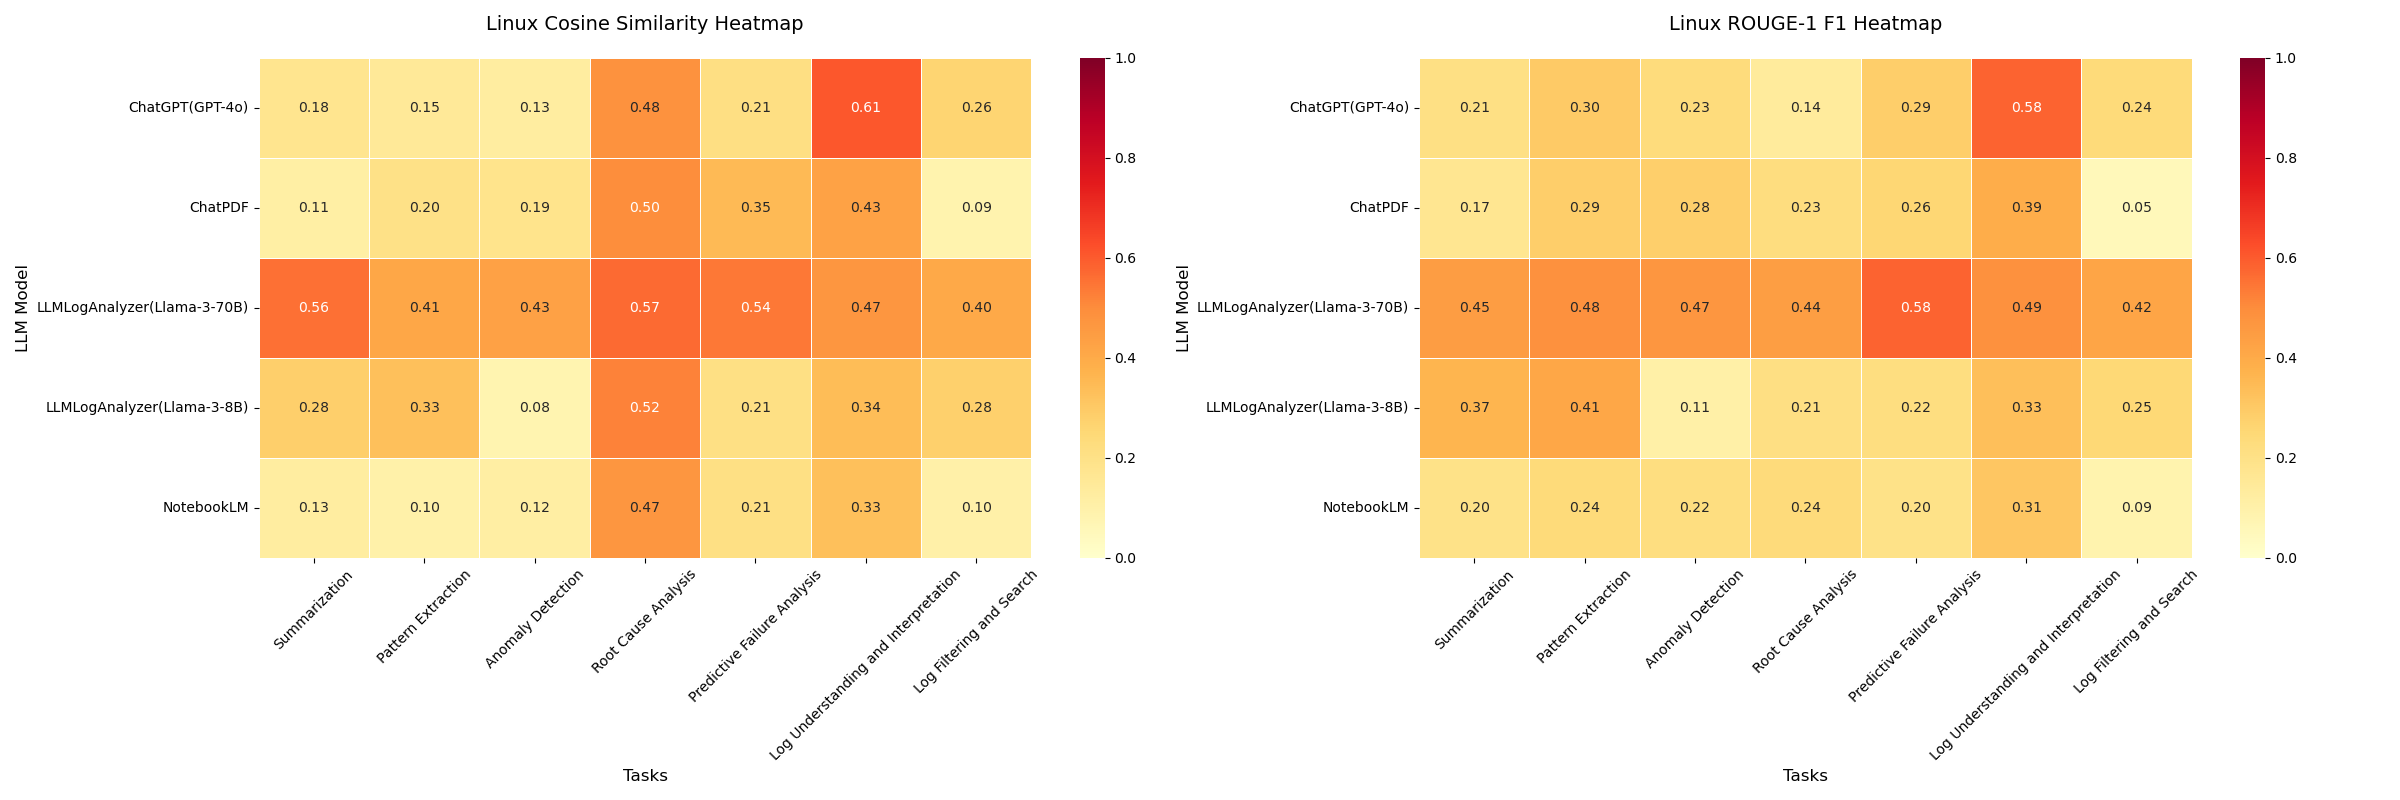 Linux Cosine Similarity Heatmap
LLM Model
ChatGPT(GPT-4o) 0.18 0.15 0.13 0.48 0.21 0.61 0.26
ChatPDF 0.11 0.20 0.19 0.50 0.35 0.43 0.09
LLMLogAnalyzer(Llama-3-70B) 0.56 0.41 0.43 0.57 0.54 0.47 0.40
LLMLogAnalyzer(Llama-3-8B) 0.28 0.33 0.08 0.52 0.21 0.34 0.28
NotebookLM 0.13 0.10 0.12 0.47 0.21 0.33 0.10
Summarization
Pattern Extraction
Anomaly Detection
Root Cause Analysis
Predictive Failure Analysis
Log Understanding and Interpretation
Log Filtering and Search
Tasks
1.0
0.8
0.6
0.4
0.2
0.0
Linux ROUGE-1 F1 Heatmap
LLM Model
ChatGPT(GPT-4o) 0.21 0.30 0.23 0.14 0.29 0.58 0.24
ChatPDF 0.17 0.29 0.28 0.23 0.26 0.39 0.05
LLMLogAnalyzer(Llama-3-70B) 0.45 0.48 0.47 0.44 0.58 0.49 0.42
LLMLogAnalyzer(Llama-3-8B) 0.37 0.41 0.11 0.21 0.22 0.33 0.25
NotebookLM 0.20 0.24 0.22 0.24 0.20 0.31 0.09
Summarization
Pattern Extraction
Anomaly Detection
Root Cause Analysis
Predictive Failure Analysis
Log Understanding and Interpretation
Log Filtering and Search
Tasks
1.0
0.8
0.6
0.4
0.2
0.0